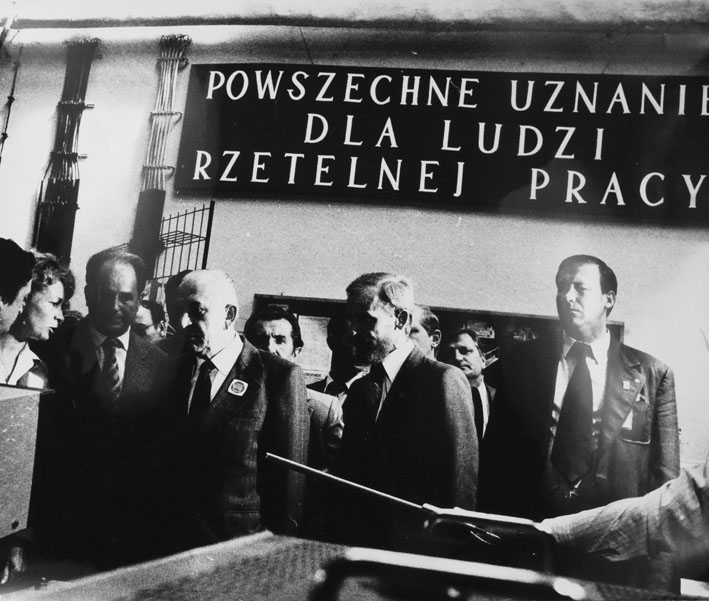 POWSZECHNE UZNANIE
DLA LUDZI
RZETELNEJ PRACY